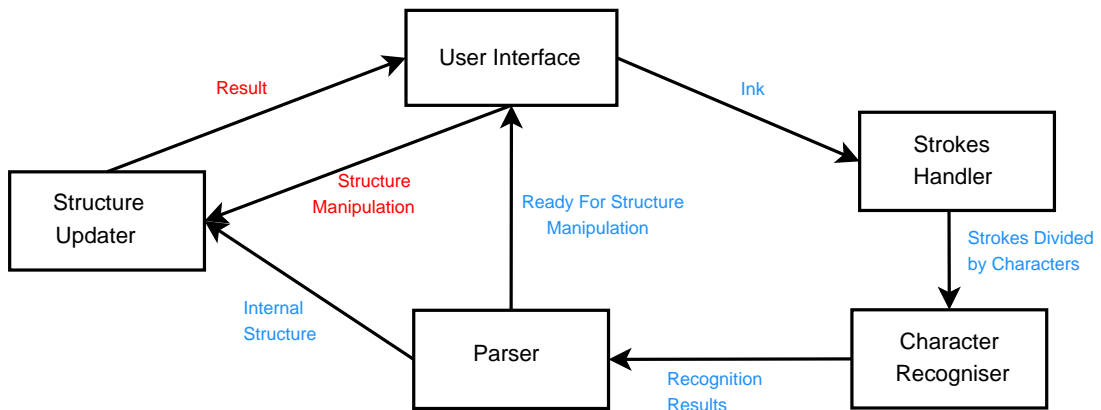 User Interface
Result
Ink
Strokes
Handler
Structure
Manipulation
Structure
Updater
Ready For Structure
Manipulation
Strokes Divided
by Characters
Internal
Structure
Parser
Character
Recogniser
Recognition
Results